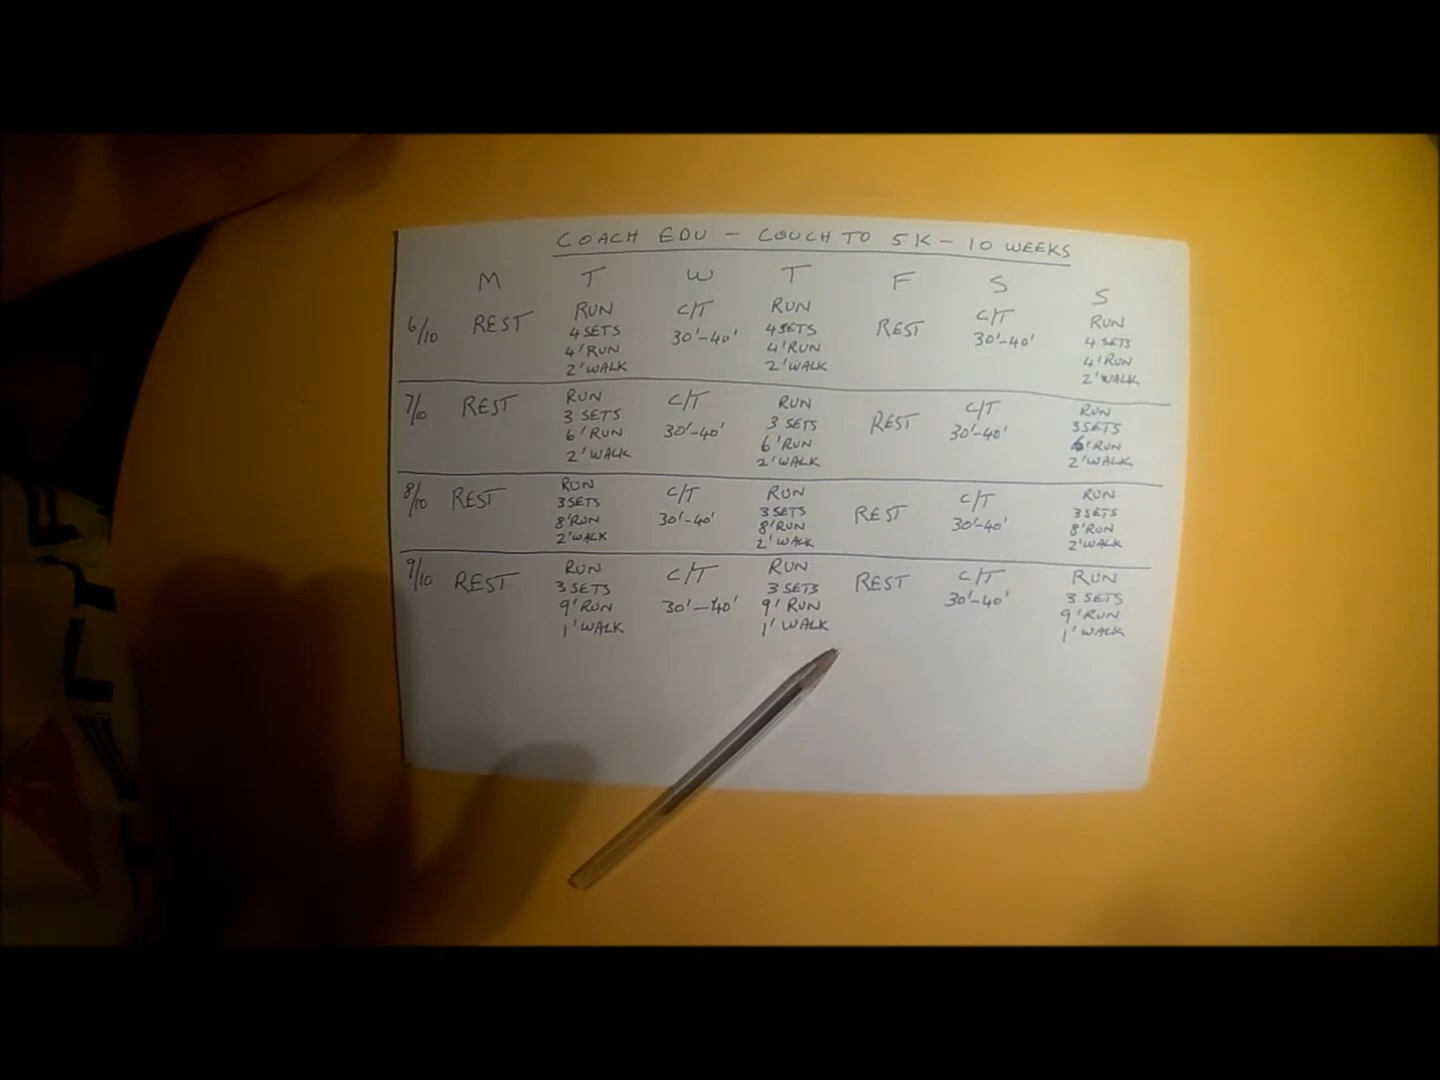 COACH EDU - COUCH TO 5K - 10 WEEKS
M T W T F S S
6/10 REST RUN C/T RUN REST C/T RUN
4 SETS 30'-40' 4 SETS 30'-40' 4 SETS
4' RUN 4' RUN 4' RUN
2' WALK 2' WALK 2' WALK
7/10 REST RUN C/T RUN REST C/T RUN
3 SETS 30'-40' 3 SETS 30'-40' 3 SETS
6' RUN 6' RUN 6' RUN
2' WALK 2' WALK 2' WALK
8/10 REST RUN C/T RUN REST C/T RUN
3 SETS 30'-40' 3 SETS 30'-40' 3 SETS
8' RUN 8' RUN 8' RUN
2' WALK 2' WALK 2' WALK
9/10 REST RUN C/T RUN REST C/T RUN
3 SETS 30'-40' 3 SETS 30'-40' 3 SETS
9' RUN 9' RUN 9' RUN
1' WALK 1' WALK 1' WALK